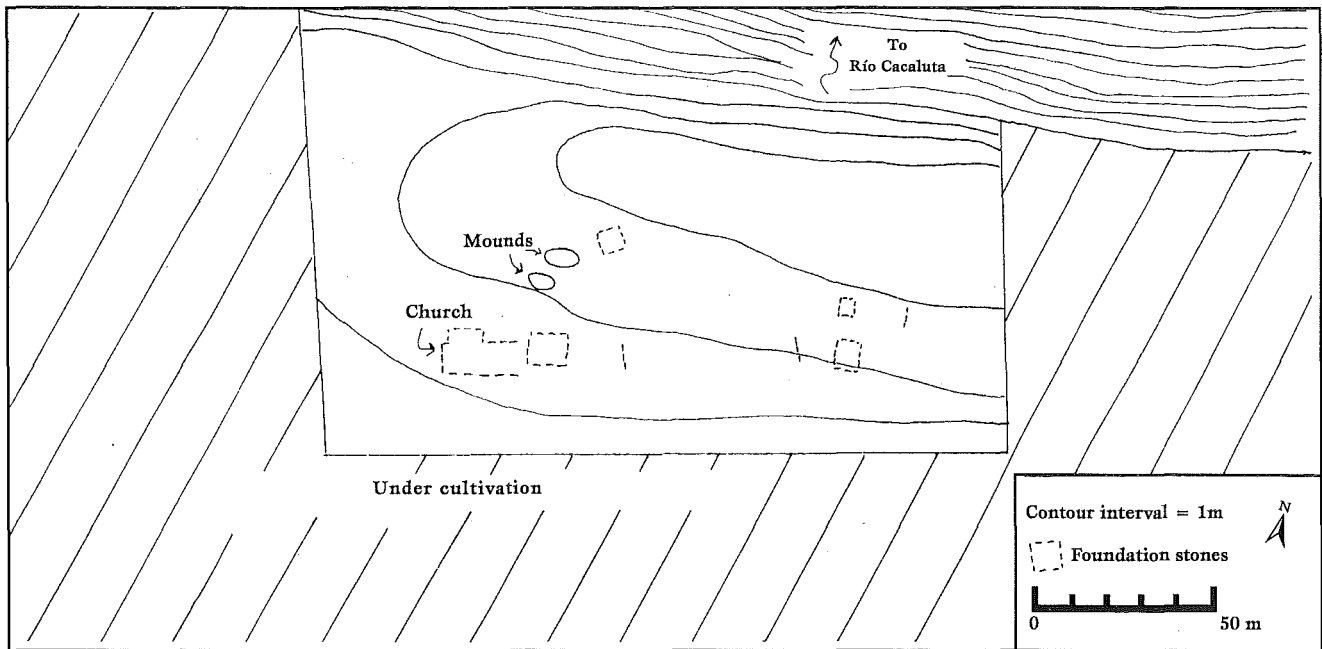 To
Río Cacaluta
Mounds
Church
Under cultivation
Contour interval = 1m
N
Foundation stones
0 50 m